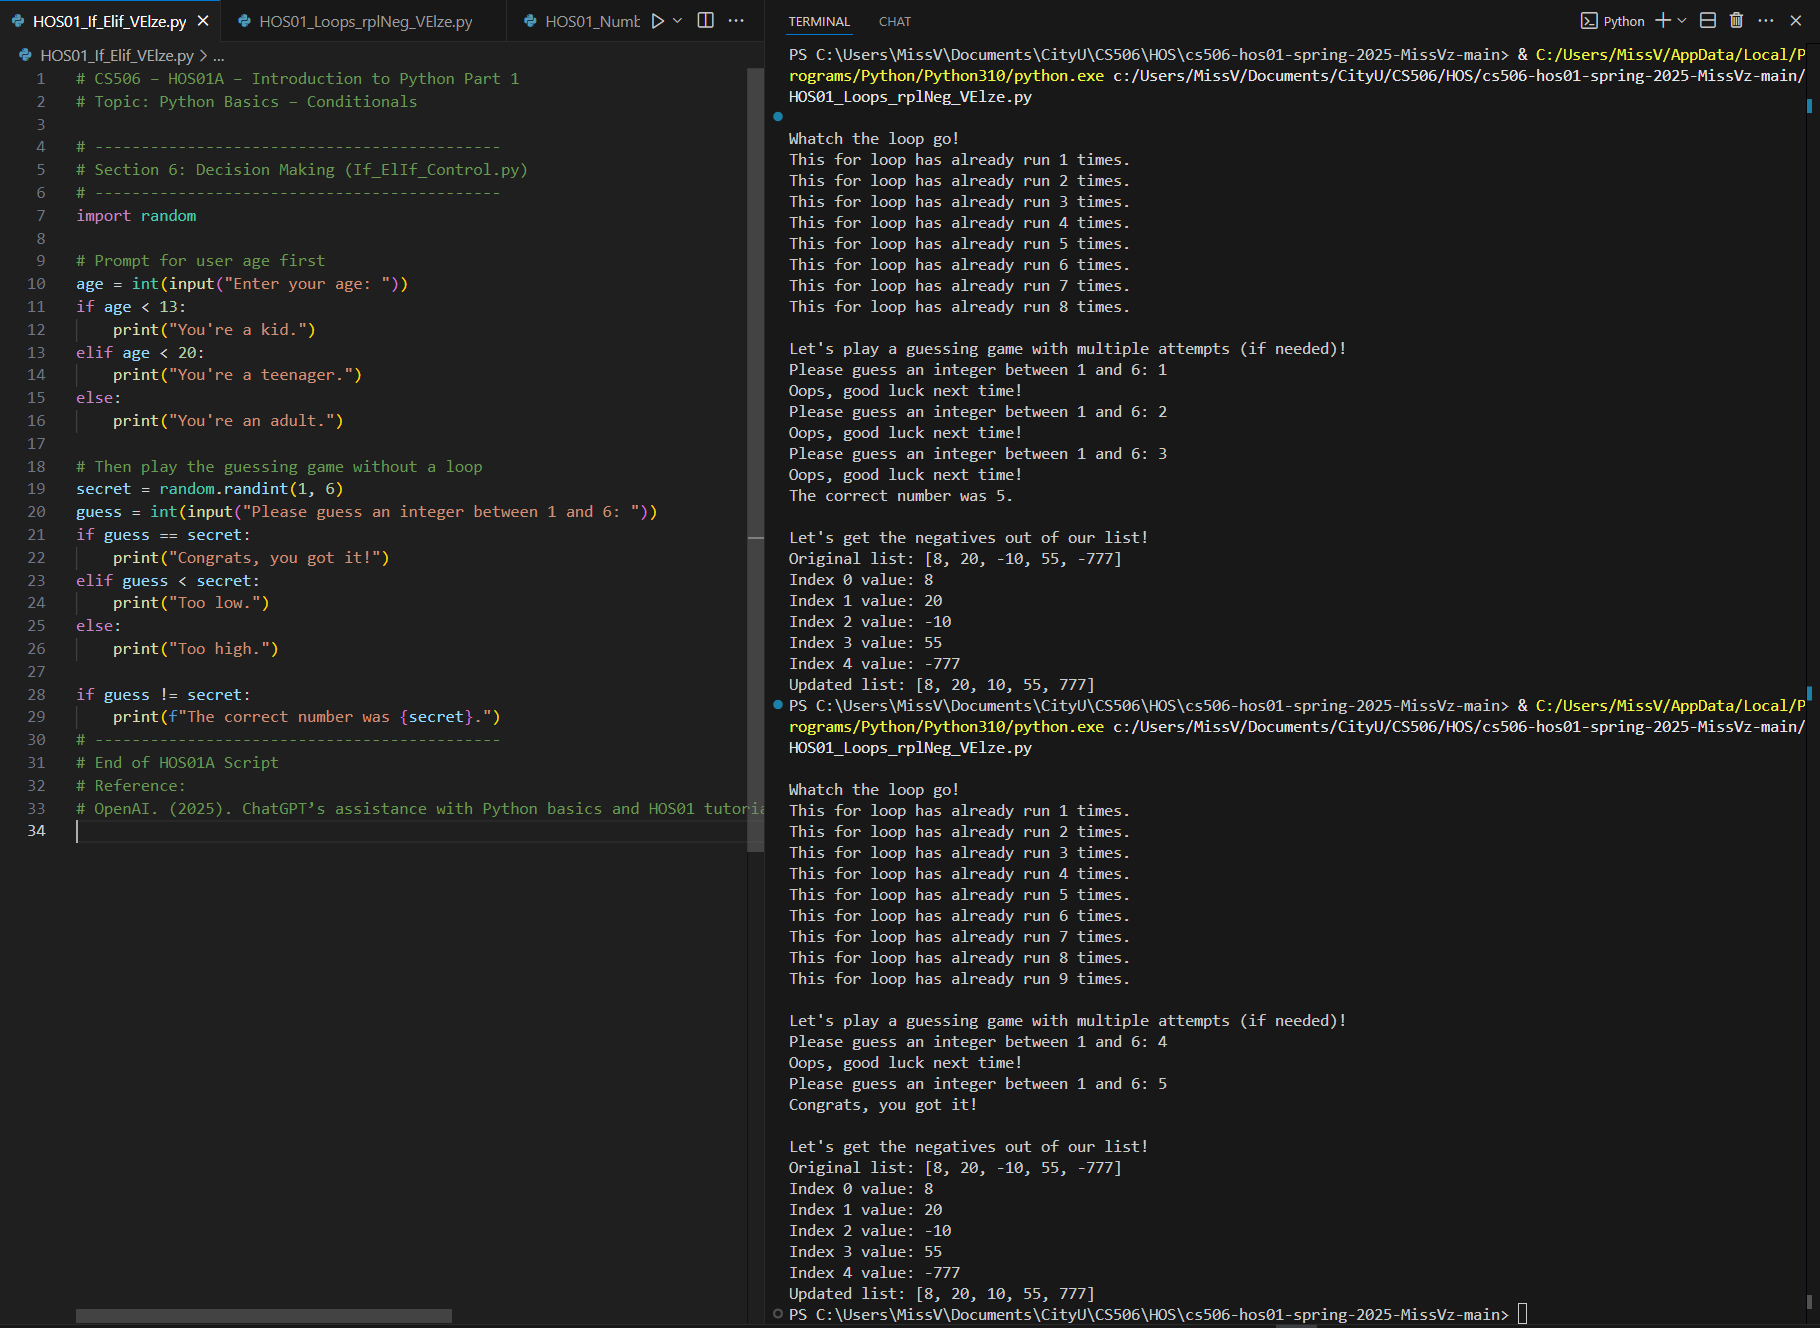 HOS01_If_Elif_VElze.py
HOS01_Loops_rplNeg_VElze.py
HOS01_Numb
HOS01_If_Elif_VElze.py > ...
1 # CS506 – HOS01A – Introduction to Python Part 1
2 # Topic: Python Basics – Conditionals
3
4 # --------------------------------------------
5 # Section 6: Decision Making (If_ElIf_Control.py)
6 # --------------------------------------------
7 import random
8
9 # Prompt for user age first
10 age = int(input("Enter your age: "))
11 if age < 13:
12 print("You're a kid.")
13 elif age < 20:
14 print("You're a teenager.")
15 else:
16 print("You're an adult.")
17
18 # Then play the guessing game without a loop
19 secret = random.randint(1, 6)
20 guess = int(input("Please guess an integer between 1 and 6: "))
21 if guess == secret:
22 print("Congrats, you got it!")
23 elif guess < secret:
24 print("Too low.")
25 else:
26 print("Too high.")
27
28 if guess != secret:
29 print(f"The correct number was {secret}.")
30 # --------------------------------------------
31 # End of HOS01A Script
32 # Reference:
33 # OpenAI. (2025). ChatGPT’s assistance with Python basics and HOS01 tutoria
34
TERMINAL
CHAT
Python
PS C:\Users\MissV\Documents\CityU\CS506\HOS\cs506-hos01-spring-2025-MissVz-main> & C:/Users/MissV/AppData/Local/P
rograms/Python/Python310/python.exe c:/Users/MissV/Documents/CityU/CS506/HOS/cs506-hos01-spring-2025-MissVz-main/
HOS01_Loops_rplNeg_VElze.py
Whatch the loop go!
This for loop has already run 1 times.
This for loop has already run 2 times.
This for loop has already run 3 times.
This for loop has already run 4 times.
This for loop has already run 5 times.
This for loop has already run 6 times.
This for loop has already run 7 times.
This for loop has already run 8 times.
Let's play a guessing game with multiple attempts (if needed)!
Please guess an integer between 1 and 6: 1
Oops, good luck next time!
Please guess an integer between 1 and 6: 2
Oops, good luck next time!
Please guess an integer between 1 and 6: 3
Oops, good luck next time!
The correct number was 5.
Let's get the negatives out of our list!
Original list: [8, 20, -10, 55, -777]
Index 0 value: 8
Index 1 value: 20
Index 2 value: -10
Index 3 value: 55
Index 4 value: -777
Updated list: [8, 20, 10, 55, 777]
PS C:\Users\MissV\Documents\CityU\CS506\HOS\cs506-hos01-spring-2025-MissVz-main> & C:/Users/MissV/AppData/Local/P
rograms/Python/Python310/python.exe c:/Users/MissV/Documents/CityU/CS506/HOS/cs506-hos01-spring-2025-MissVz-main/
HOS01_Loops_rplNeg_VElze.py
Whatch the loop go!
This for loop has already run 1 times.
This for loop has already run 2 times.
This for loop has already run 3 times.
This for loop has already run 4 times.
This for loop has already run 5 times.
This for loop has already run 6 times.
This for loop has already run 7 times.
This for loop has already run 8 times.
This for loop has already run 9 times.
Let's play a guessing game with multiple attempts (if needed)!
Please guess an integer between 1 and 6: 4
Oops, good luck next time!
Please guess an integer between 1 and 6: 5
Congrats, you got it!
Let's get the negatives out of our list!
Original list: [8, 20, -10, 55, -777]
Index 0 value: 8
Index 1 value: 20
Index 2 value: -10
Index 3 value: 55
Index 4 value: -777
Updated list: [8, 20, 10, 55, 777]
PS C:\Users\MissV\Documents\CityU\CS506\HOS\cs506-hos01-spring-2025-MissVz-main>